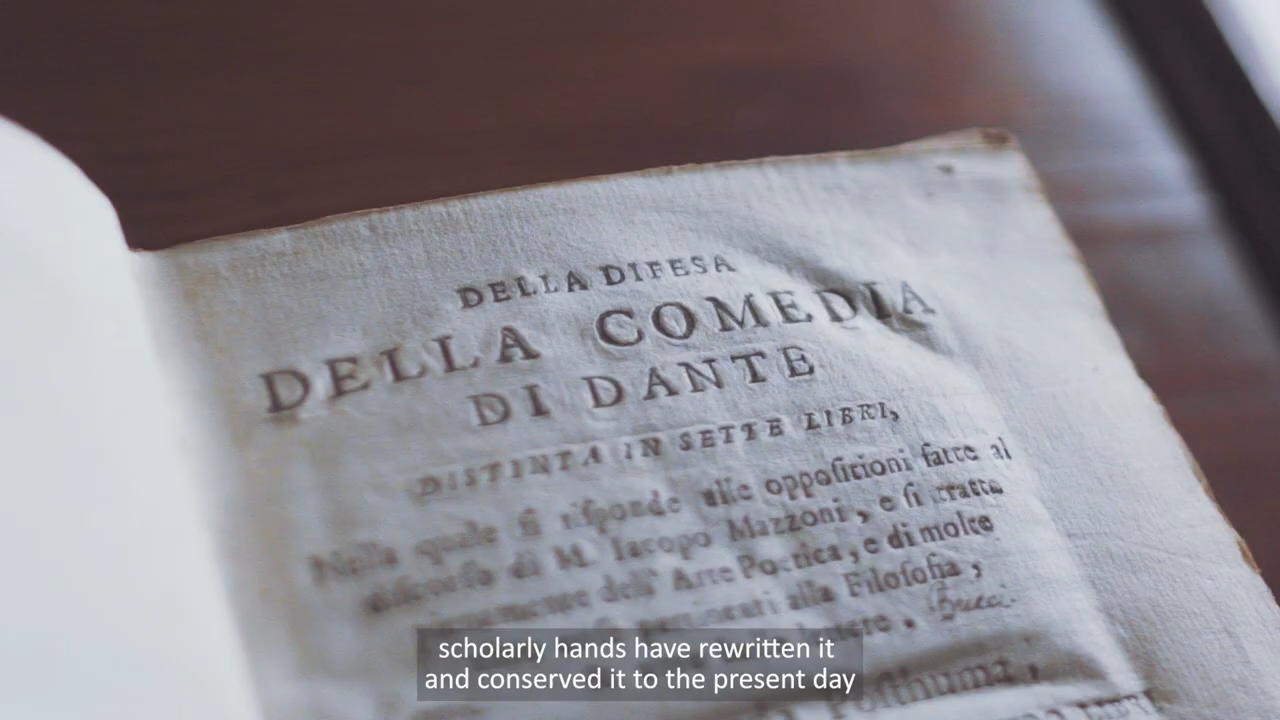 DELLA DIFESA
DELLA COMEDIA
DI DANTE
DISTINTA IN SETTE LIBRI,
Nella quale ſi riſponde alle oppoſitioni fatte al
diſcorſo di M. Iacopo Mazzoni, e ſi tratta
dell' Arte Poetica, e di molte
alla Filoſofia,
Bucci.
Poſtuma,
scholarly hands have rewritten it
and conserved it to the present day